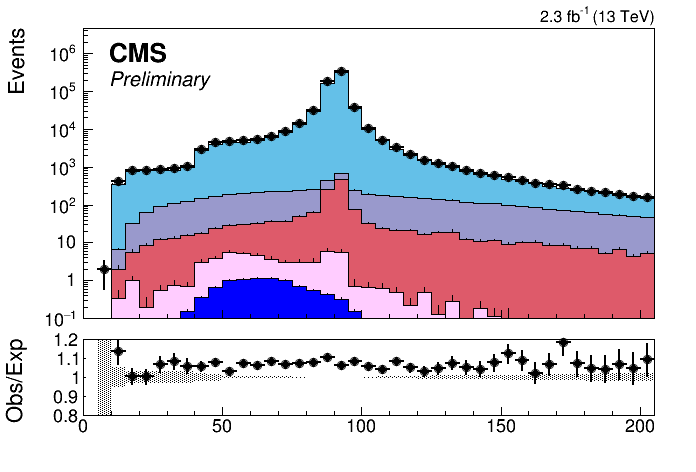 2.3 fb⁻¹ (13 TeV)
Events
CMS
Preliminary
10⁶
10⁵
10⁴
10³
10²
10
1
10⁻¹
Obs/Exp
1.2
1.1
1
0.9
0.8
0 50 100 150 200